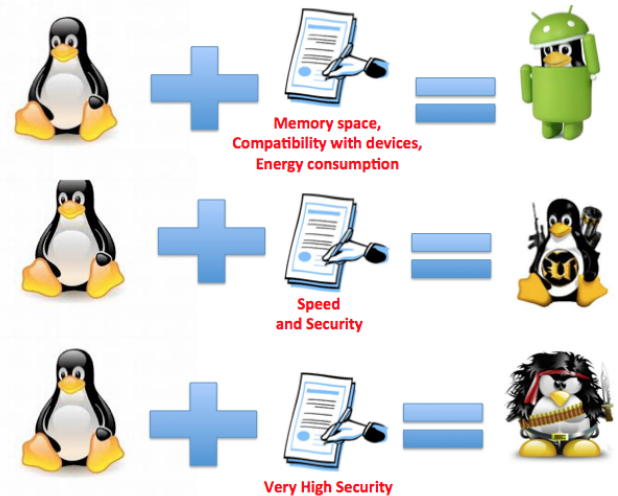 Memory space,
Compatibility with devices,
Energy consumption
Speed
and Security
Very High Security